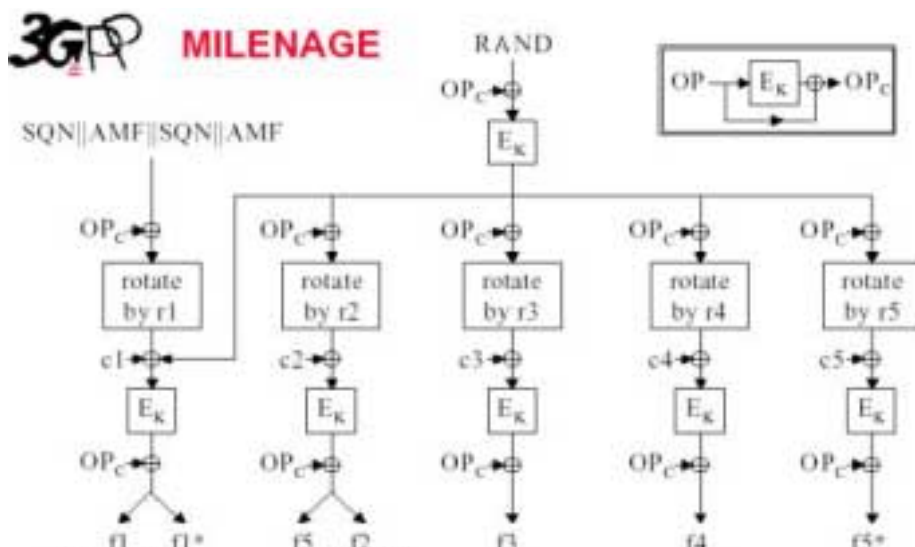 3GPP MILENAGE
RAND
OP E_K OP_C
OP_C
SQN||AMF||SQN||AMF
E_K
OP_C OP_C OP_C OP_C OP_C
rotate rotate rotate rotate rotate
by r1 by r2 by r3 by r4 by r5
c1 c2 c3 c4 c5
E_K E_K E_K E_K E_K
OP_C OP_C OP_C OP_C OP_C
f1 f1* f5 f2 f3 f4 f5*